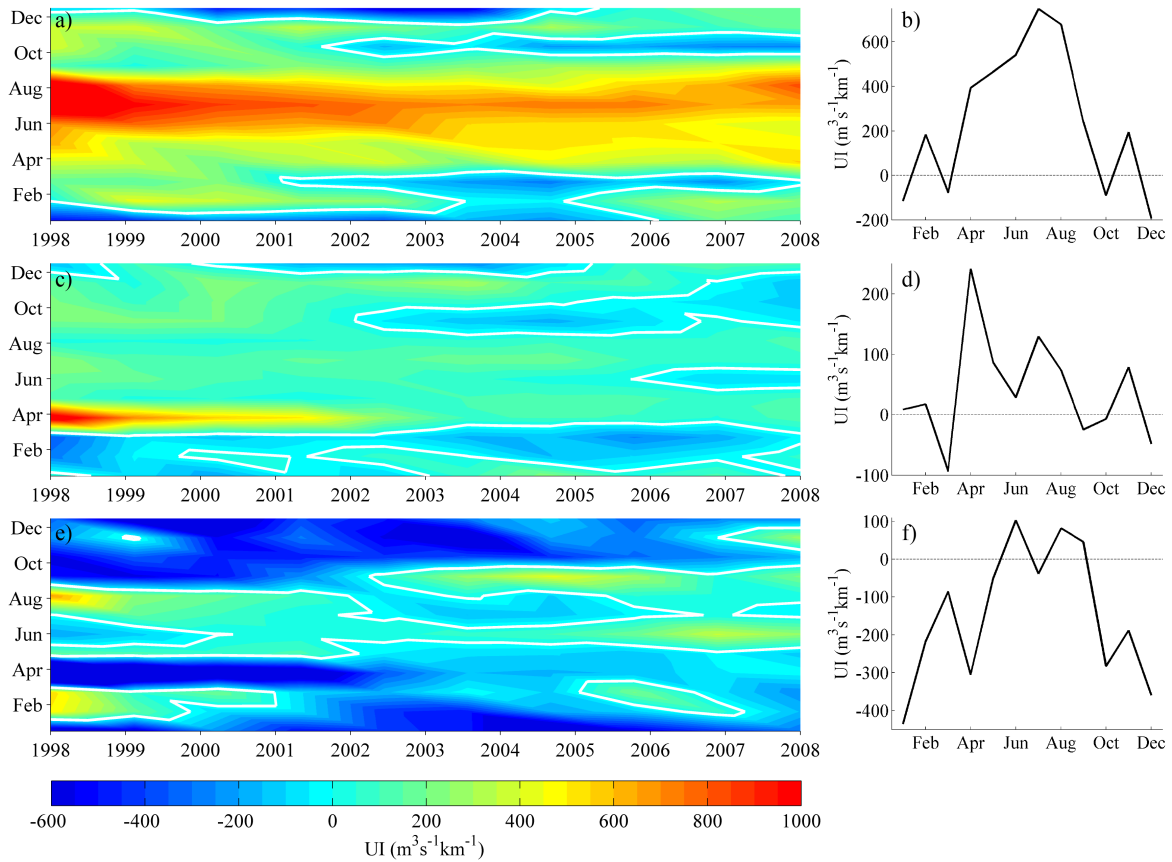 a)
Dec
Oct
Aug
Jun
Apr
Feb
1998 1999 2000 2001 2002 2003 2004 2005 2006 2007 2008
b)
UI (m³s⁻¹km⁻¹)
600
400
200
0
-200
Feb Apr Jun Aug Oct Dec
c)
Dec
Oct
Aug
Jun
Apr
Feb
1998 1999 2000 2001 2002 2003 2004 2005 2006 2007 2008
d)
UI (m³s⁻¹km⁻¹)
200
100
0
-100
Feb Apr Jun Aug Oct Dec
e)
Dec
Oct
Aug
Jun
Apr
Feb
1998 1999 2000 2001 2002 2003 2004 2005 2006 2007 2008
f)
UI (m³s⁻¹km⁻¹)
100
0
-100
-200
-300
-400
Feb Apr Jun Aug Oct Dec
-600 -400 -200 0 200 400 600 800 1000
UI (m³s⁻¹km⁻¹)